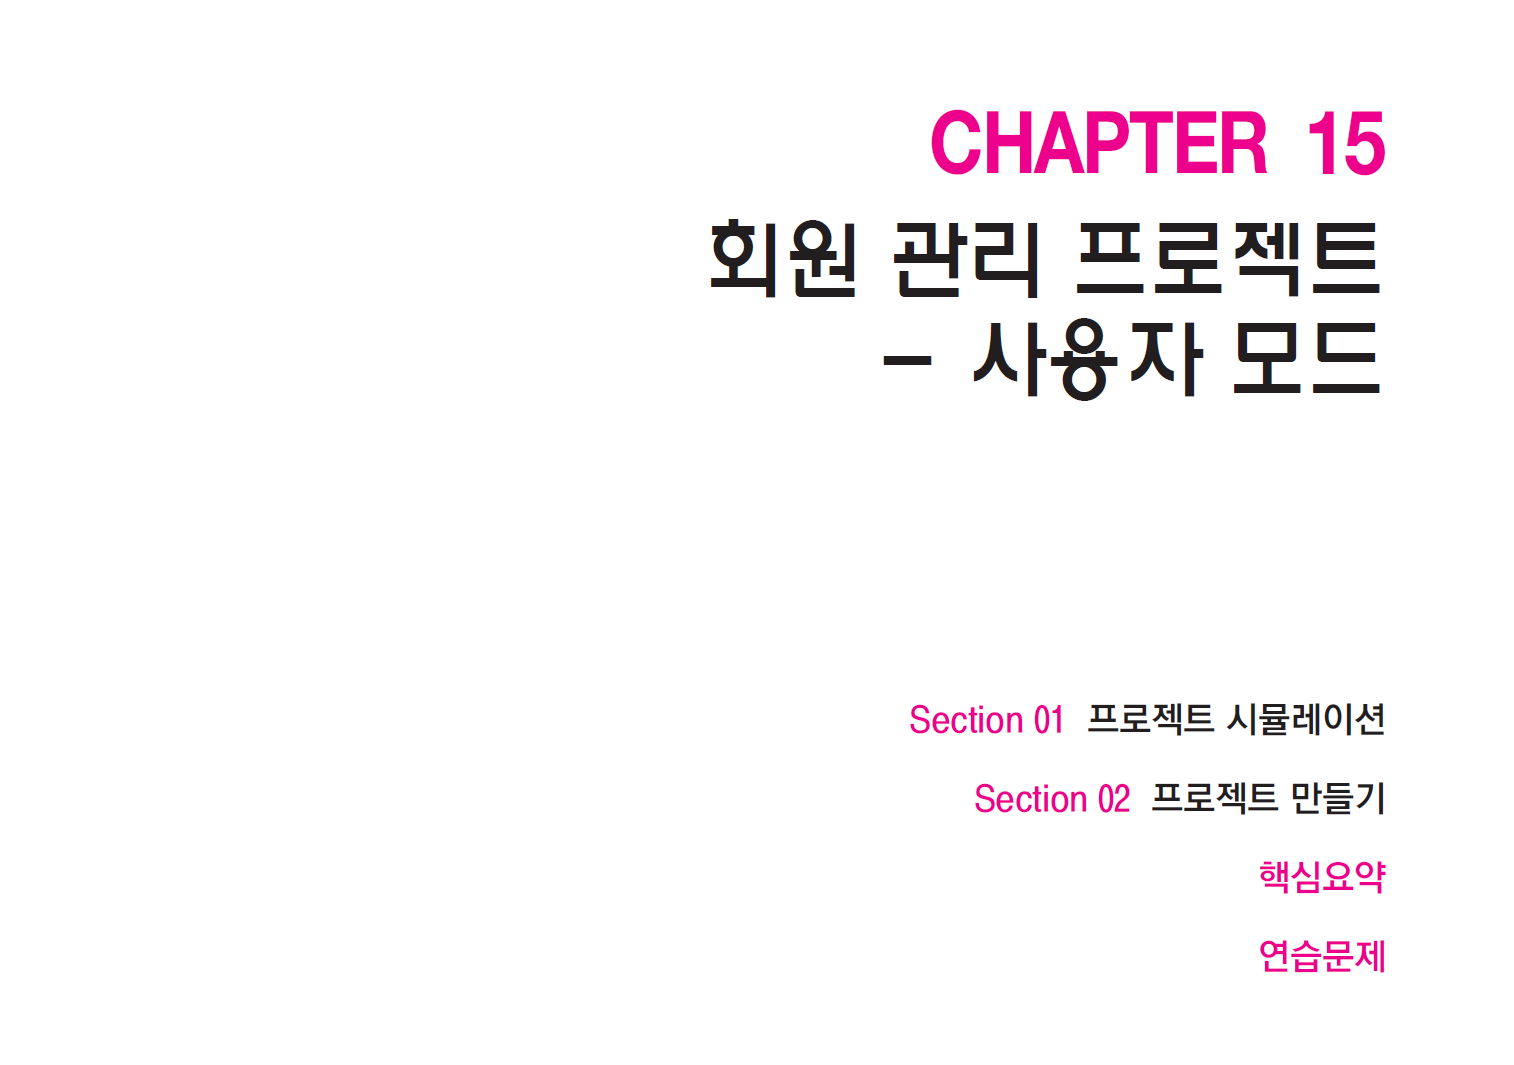 CHAPTER 15
회원 관리 프로젝트
- 사용자 모드
Section 01 프로젝트 시뮬레이션
Section 02 프로젝트 만들기
핵심요약
연습문제